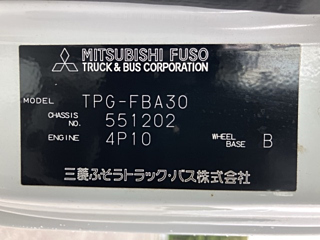 MITSUBISHI FUSO
TRUCK & BUS CORPORATION
MODEL TPG-FBA30
CHASSIS NO. 551202
ENGINE 4P10 WHEEL BASE B
三菱ふそうトラック・バス株式会社